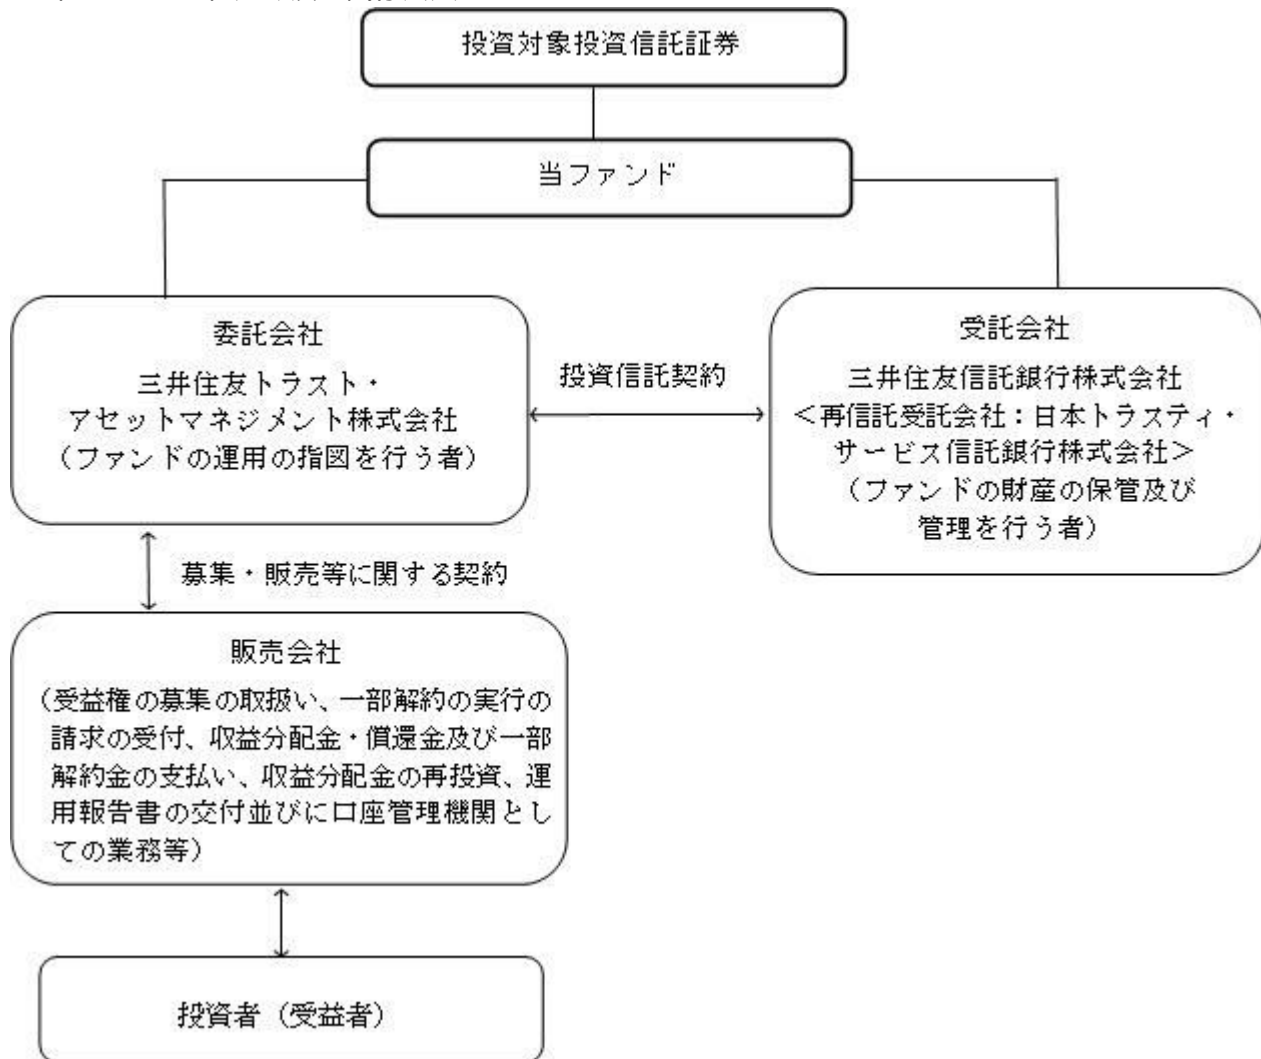 投資対象投資信託証券
当ファンド
委託会社
三井住友トラスト・
アセットマネジメント株式会社
（ファンドの運用の指図を行う者）
投資信託契約
受託会社
三井住友信託銀行株式会社
＜再信託受託会社：日本トラスティ・
サービス信託銀行株式会社＞
（ファンドの財産の保管及び
管理を行う者）
募集・販売等に関する契約
販売会社
（受益権の募集の取扱い、一部解約の実行の
請求の受付、収益分配金・償還金及び一部
解約金の支払い、収益分配金の再投資、運
用報告書の交付並びに口座管理機関とし
ての業務等）
投資者（受益者）